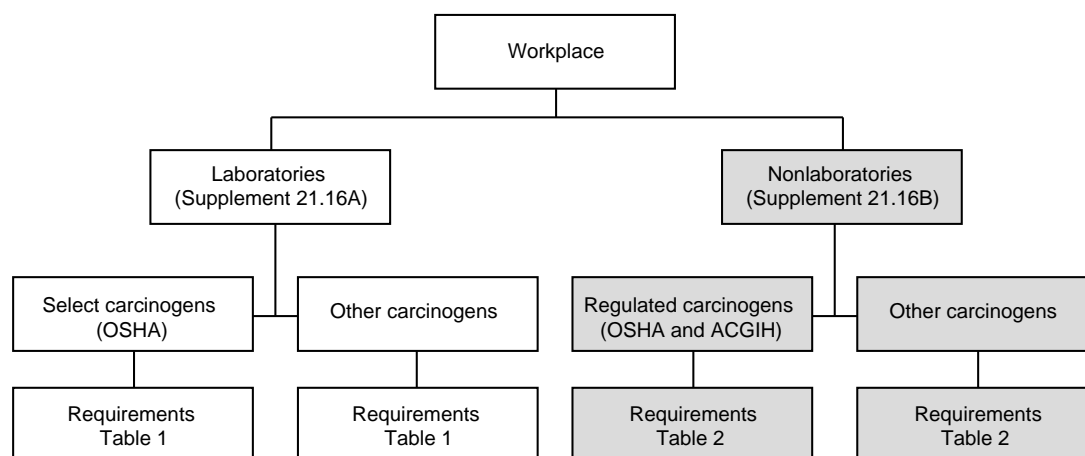 Workplace
Laboratories
(Supplement 21.16A)
Nonlaboratories
(Supplement 21.16B)
Select carcinogens
(OSHA)
Other carcinogens
Regulated carcinogens
(OSHA and ACGIH)
Other carcinogens
Requirements
Table 1
Requirements
Table 1
Requirements
Table 2
Requirements
Table 2